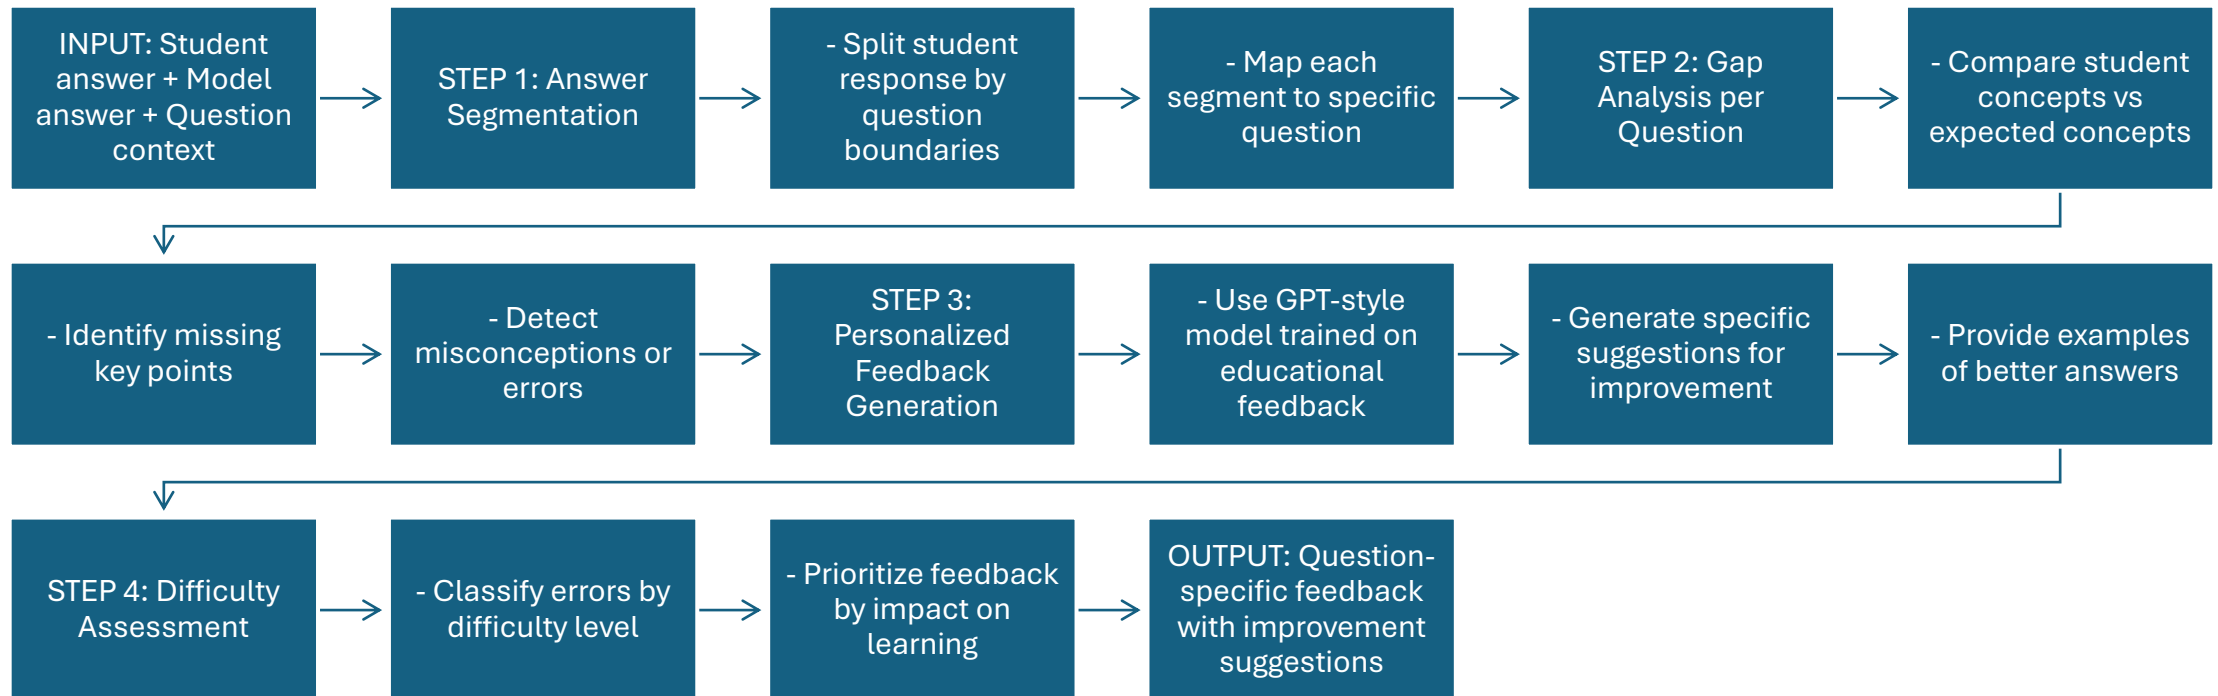 INPUT: Student
answer + Model
answer + Question
context
STEP 1: Answer
Segmentation
- Split student
response by
question
boundaries
- Map each
segment to specific
question
STEP 2: Gap
Analysis per
Question
- Compare student
concepts vs
expected concepts
- Identify missing
key points
- Detect
misconceptions or
errors
STEP 3:
Personalized
Feedback
Generation
- Use GPT-style
model trained on
educational
feedback
- Generate specific
suggestions for
improvement
- Provide examples
of better answers
STEP 4: Difficulty
Assessment
- Classify errors by
difficulty level
- Prioritize feedback
by impact on
learning
OUTPUT: Question-
specific feedback
with improvement
suggestions